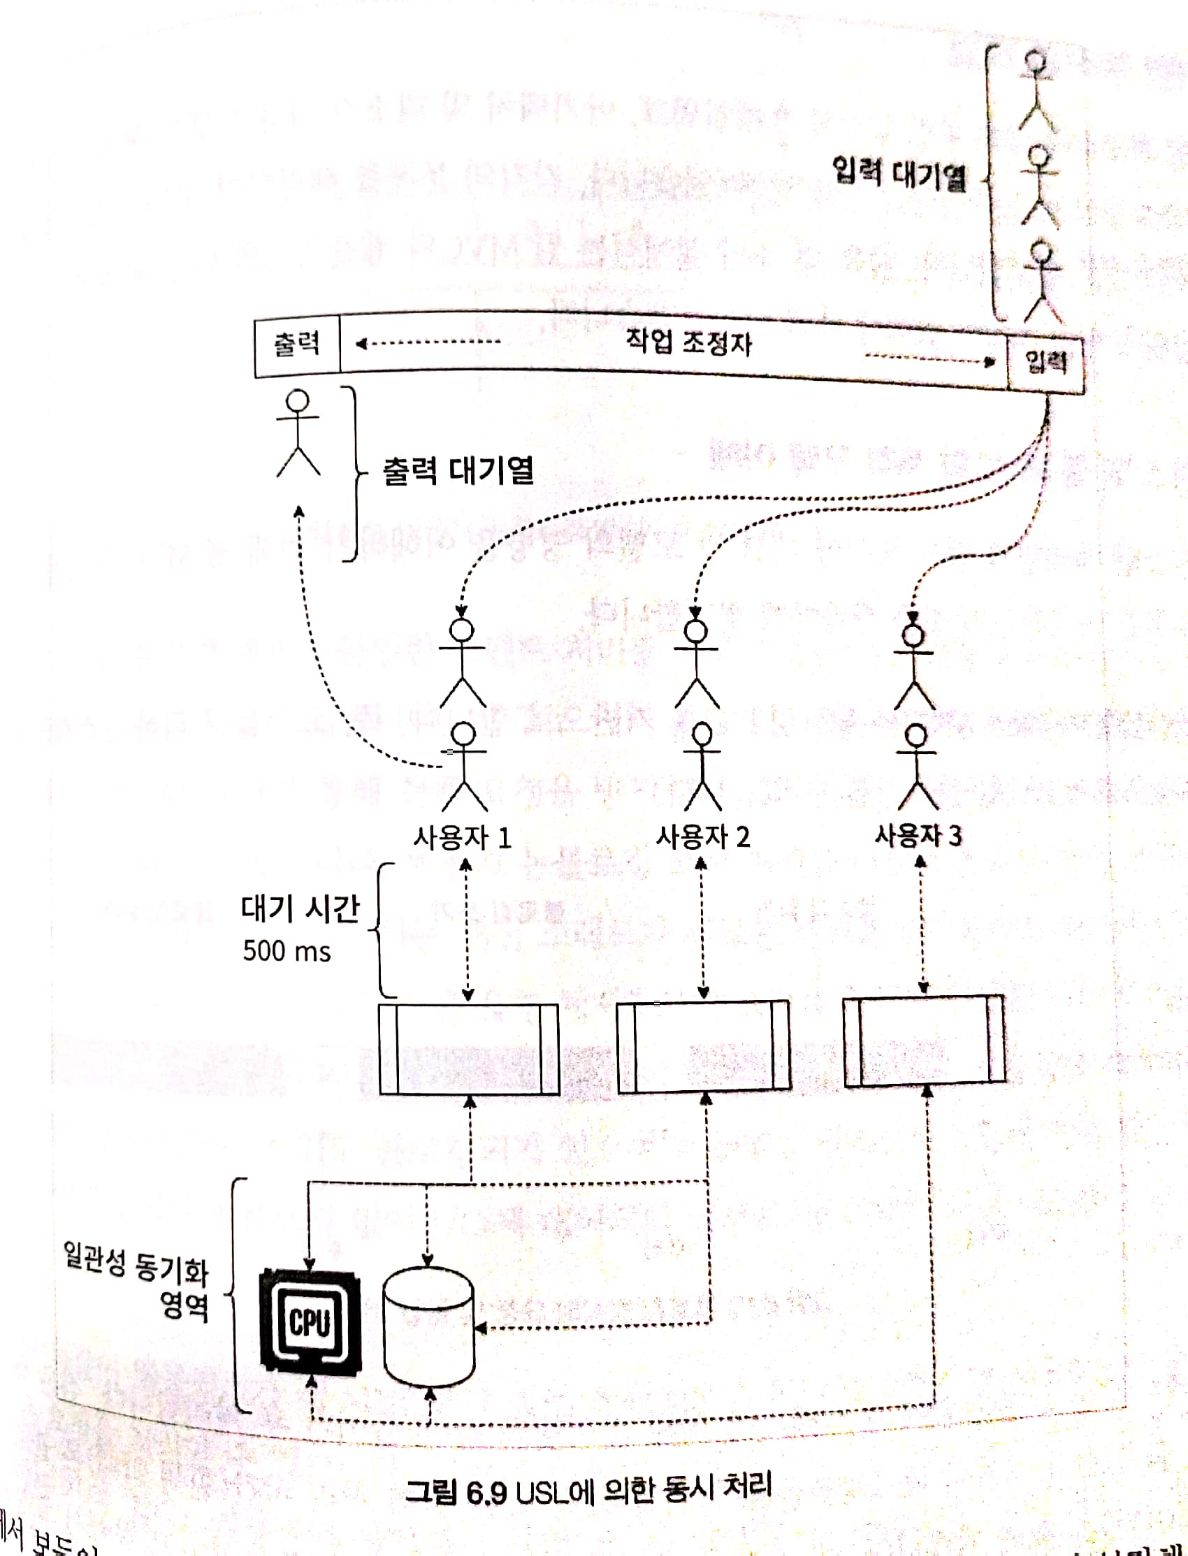 입력 대기열
출력
작업 조정자
입력
출력 대기열
사용자 1
사용자 2
사용자 3
대기 시간
500 ms
일관성 동기화
영역
CPU
그림 6.9 USL에 의한 동시 처리